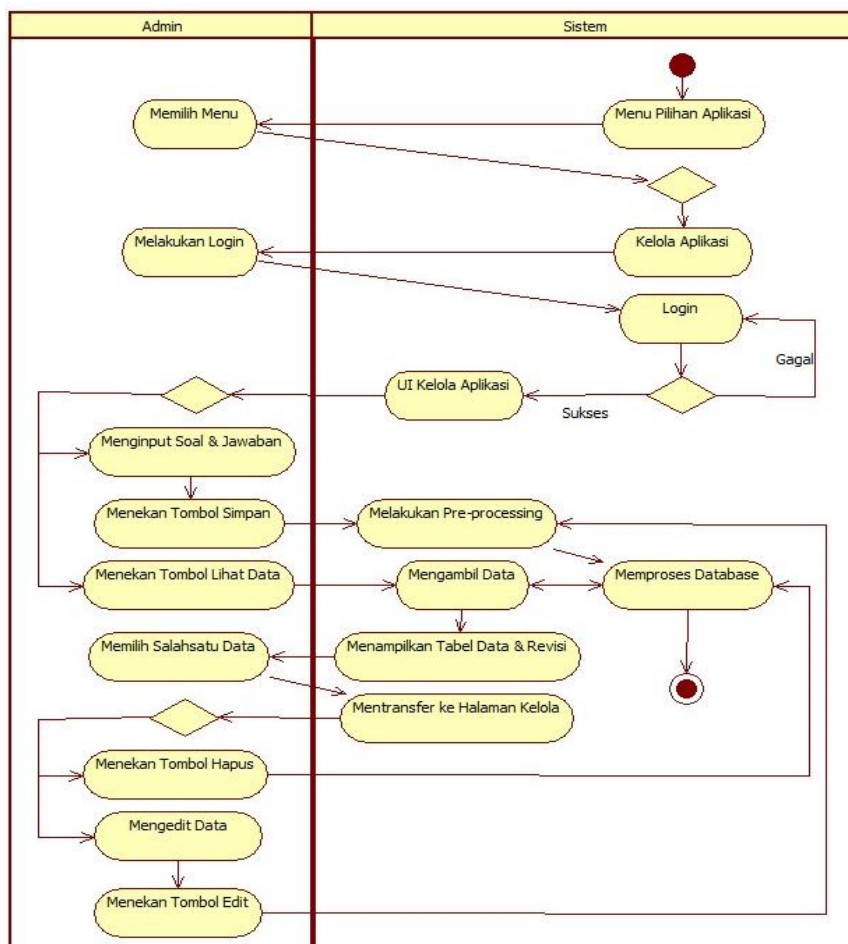 Admin
Sistem
Memilih Menu
Menu Pilihan Aplikasi
Melakukan Login
Kelola Aplikasi
Login
Gagal
UI Kelola Aplikasi
Sukses
Menginput Soal & Jawaban
Menekan Tombol Simpan
Melakukan Pre-processing
Menekan Tombol Lihat Data
Mengambil Data
Memproses Database
Memilih Salahsatu Data
Menampilkan Tabel Data & Revisi
Mentransfer ke Halaman Kelola
Menekan Tombol Hapus
Mengedit Data
Menekan Tombol Edit